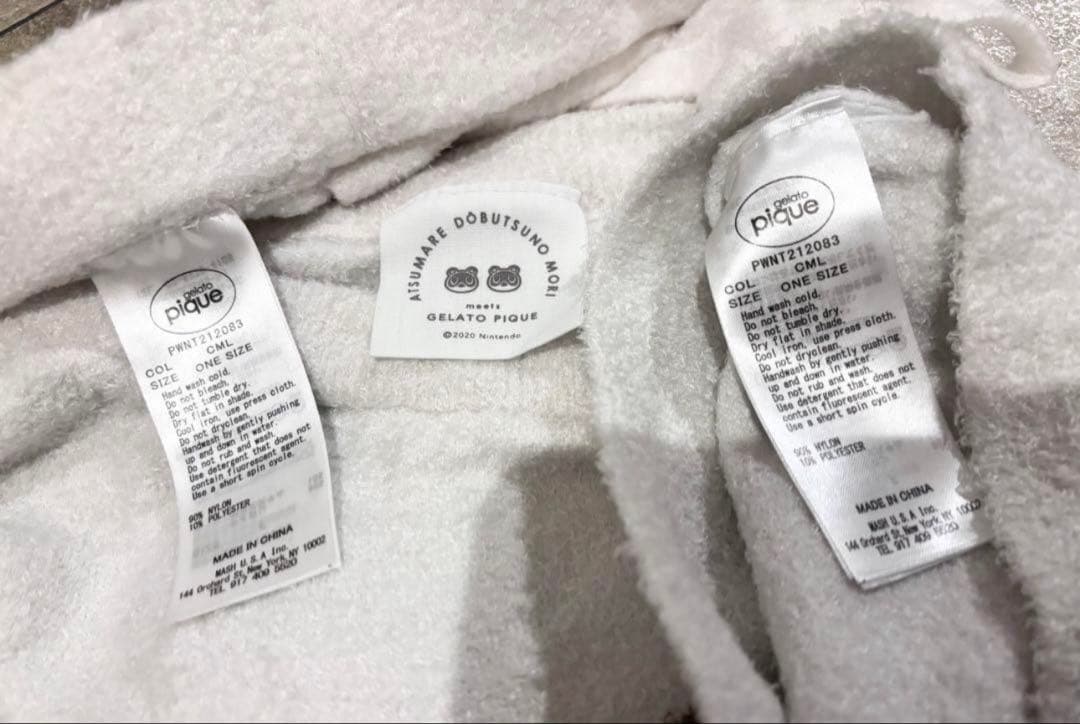 gelato
pique
PWNT212083
COL CML
SIZE ONE SIZE
Hand wash cold.
Do not bleach.
Do not tumble dry.
Dry flat in shade.
Cool iron, use press cloth.
Do not dryclean.
Handwash by gently pushing
up and down in water.
Do not rub and wash.
Use detergent that does not
contain fluorescent agent.
Use a short spin cycle.
90% NYLON
10% POLYESTER
MADE IN CHINA
MASH U.S.A Inc.
144 Orchard St, New York, NY 10002
TEL 917 409 5520
ATSUMARE DŌBUTSUNO MORI
meets
GELATO PIQUE
©2020 Nintendo
gelato
pique
PWNT212083
COL CML
SIZE ONE SIZE
Hand wash cold.
Do not bleach.
Do not tumble dry.
Dry flat in shade.
Cool iron, use press cloth.
Do not dryclean.
Handwash by gently pushing
up and down in water.
Do not rub and wash.
Use detergent that does not
contain fluorescent agent.
Use a short spin cycle.
90% NYLON
10% POLYESTER
MADE IN CHINA
MASH U.S.A Inc.
144 Orchard St, New York, NY 10002
TEL 917 409 5520